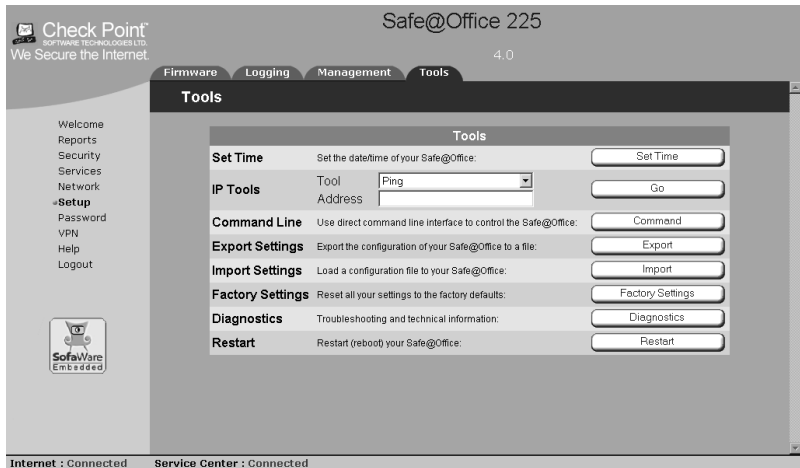 Check Point™
SOFTWARE TECHNOLOGIES LTD.
We Secure the Internet.
Safe@Office 225
4.0
Firmware Logging Management Tools
Tools
Welcome
Reports
Security
Services
Network
Setup
Password
VPN
Help
Logout
SofaWare
Embedded
Tools
Set Time Set the date/time of your Safe@Office: Set Time
IP Tools Tool Ping Go
Address
Command Line Use direct command line interface to control the Safe@Office: Command
Export Settings Export the configuration of your Safe@Office to a file: Export
Import Settings Load a configuration file to your Safe@Office: Import
Factory Settings Reset all your settings to the factory defaults: Factory Settings
Diagnostics Troubleshooting and technical information: Diagnostics
Restart Restart (reboot) your Safe@Office: Restart
Internet : Connected Service Center : Connected